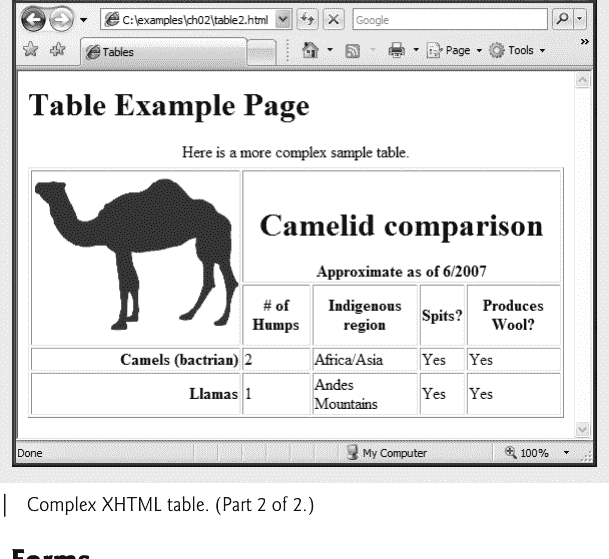 C:\examples\ch02\table2.html
Google
Tables
Page
Tools
»
Table Example Page
Here is a more complex sample table.
Camelid comparison
Approximate as of 6/2007
# of Humps
Indigenous region
Spits?
Produces Wool?
Camels (bactrian) 2 Africa/Asia Yes Yes
Llamas 1 Andes Mountains Yes Yes
Done
My Computer
100%
Complex XHTML table. (Part 2 of 2.)
Forms